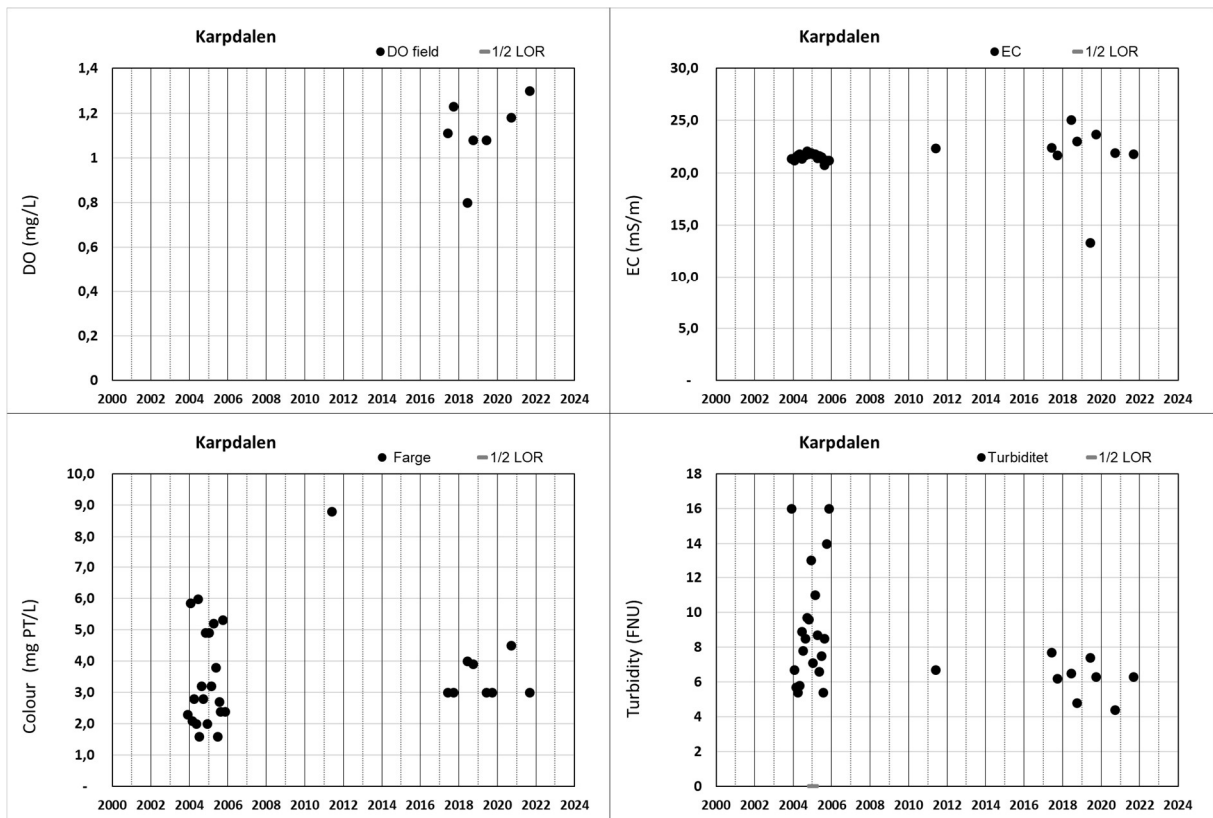 Karpdalen
DO field 1/2 LOR
DO (mg/L)
1,4
1,2
1
0,8
0,6
0,4
0,2
0
2000 2002 2004 2006 2008 2010 2012 2014 2016 2018 2020 2022 2024
Karpdalen
EC 1/2 LOR
EC (mS/m)
30,0
25,0
20,0
15,0
10,0
5,0
-
2000 2002 2004 2006 2008 2010 2012 2014 2016 2018 2020 2022 2024
Karpdalen
Farge 1/2 LOR
Colour (mg PT/L)
10,0
9,0
8,0
7,0
6,0
5,0
4,0
3,0
2,0
1,0
-
2000 2002 2004 2006 2008 2010 2012 2014 2016 2018 2020 2022 2024
Karpdalen
Turbiditet 1/2 LOR
Turbidity (FNU)
18
16
14
12
10
8
6
4
2
0
2000 2002 2004 2006 2008 2010 2012 2014 2016 2018 2020 2022 2024